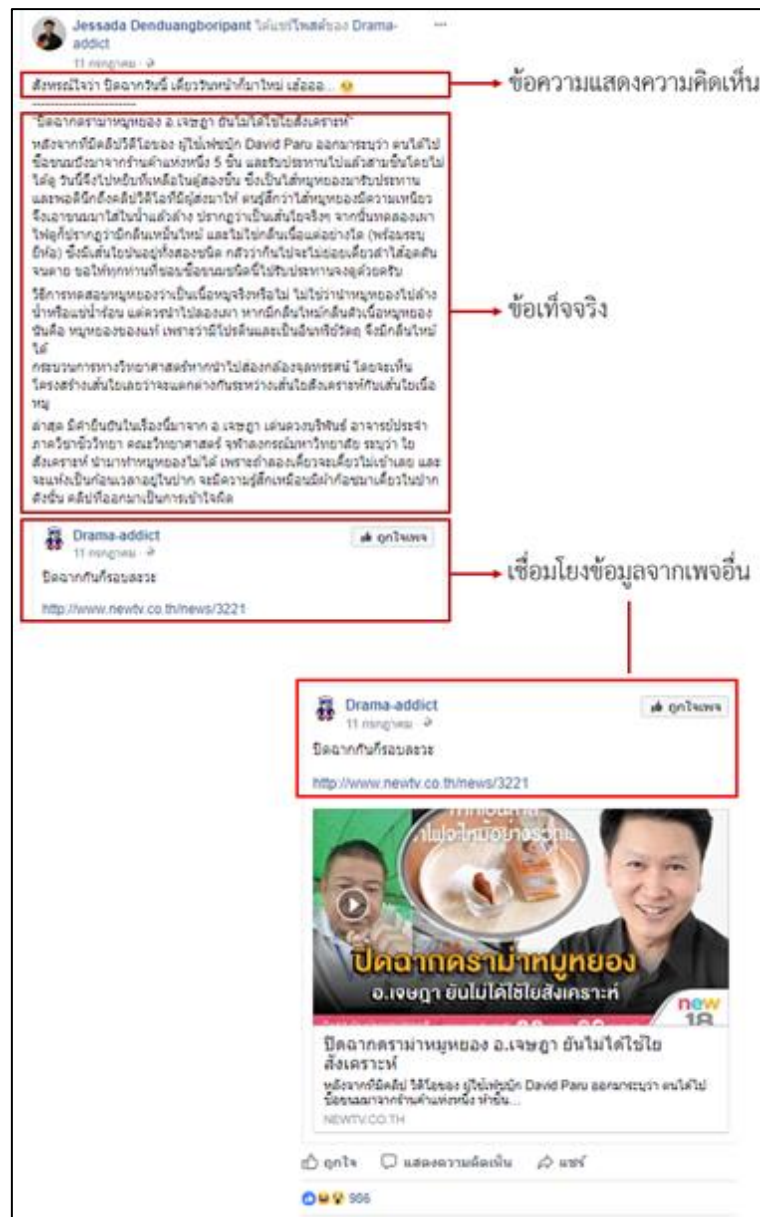 Jessada Denduangboripant ได้แชร์โพสต์ของ Drama-
addict
11 กรกฎาคม
สังหรณ์ใจว่า ปิดฉากวันนี้ เดี๋ยววันหน้าก็มาใหม่ เฮ้อออ... 😔
-------------------------
"ปิดฉากดราม่าหมูหยอง อ.เจษฎา ยันไม่ได้ใช้ใยสังเคราะห์"
หลังจากที่มีคลิปวิดีโอของ ผู้ใช้เฟซบุ๊ก David Paru ออกมาระบุว่า ตนได้ไป
ซื้อขนมปังมาจากร้านค้าแห่งหนึ่ง 5 ชิ้น และรับประทานไปแล้วสามชิ้นโดยไม่
ได้ดู วันนี้จึงไปหยิบที่เหลือในตู้สองชิ้น ซึ่งเป็นไส้หมูหยองมารับประทาน
และพอดีนึกถึงคลิปวิดีโอที่มีผู้ส่งมาให้ ตนรู้สึกว่าไส้หมูหยองมีความเหนียว
จึงเอาขนมมาใส่ในน้ำแล้วล้าง ปรากฏว่าเป็นเส้นใยจริงๆ จากนั้นทดลองเผา
ไฟดูก็ปรากฏว่ามีกลิ่นเหม็นไหม้ และไม่ใช่กลิ่นเนื้อแต่อย่างใด (พร้อมระบุ
ยี่ห้อ) ซึ่งมีเส้นใยปนอยู่ทั้งสองชนิด กลัวว่ากินไปจะไม่ย่อยเดี๋ยวลำไส้อุดตัน
จนตาย ขอให้ทุกท่านที่ชอบซื้อขนมชนิดนี้ไปรับประทานจงดูด้วยครับ
วิธีการทดสอบหมูหยองว่าเป็นเนื้อหมูจริงหรือไม่ ไม่ใช่ว่านำหมูหยองไปล้าง
น้ำหรือแช่น้ำร้อน แต่ควรนำไปลองเผา หากมีกลิ่นไหม้กลิ่นตัวเนื้อหมูหยอง
นั่นคือ หมูหยองของแท้ เพราะว่ามีโปรตีนและเป็นอินทรีย์วัตถุ จึงมีกลิ่นไหม้
ได้
กระบวนการทางวิทยาศาสตร์หากนำไปส่องกล้องจุลทรรศน์ โดยจะเห็น
โครงสร้างเส้นใยเลยว่าจะแตกต่างกันระหว่างเส้นใยสังเคราะห์กับเส้นใยเนื้อ
หมู
ล่าสุด มีคำยืนยันในเรื่องนี้มาจาก อ.เจษฎา เด่นดวงบริพันธ์ อาจารย์ประจำ
ภาควิชาชีววิทยา คณะวิทยาศาสตร์ จุฬาลงกรณ์มหาวิทยาลัย ระบุว่า ใย
สังเคราะห์ นำมาทำหมูหยองไม่ได้ เพราะถ้าลองเคี้ยวจะเคี้ยวไม่เข้าเลย และ
จะแห้งเป็นก้อนเวลาอยู่ในปาก จะมีความรู้สึกเหมือนมีผ้าก๊อซมาเคี้ยวในปาก
ดังนั้น คลิปที่ออกมาเป็นการเข้าใจผิด
Drama-addict
ถูกใจเพจ
11 กรกฎาคม
ปิดฉากกันกี่รอบละวะ
http://www.newtv.co.th/news/3221
ข้อความแสดงความคิดเห็น
ข้อเท็จจริง
เชื่อมโยงข้อมูลจากเพจอื่น
Drama-addict
ถูกใจเพจ
11 กรกฎาคม
ปิดฉากกันกี่รอบละวะ
http://www.newtv.co.th/news/3221
ปิดฉากดราม่าหมูหยอง
อ.เจษฎา ยันไม่ได้ใช้ใยสังเคราะห์
new
18
ปิดฉากดราม่าหมูหยอง อ.เจษฎา ยันไม่ได้ใช้ใย
สังเคราะห์
หลังจากที่มีคลิป วิดีโอของ ผู้ใช้เฟซบุ๊ก David Paru ออกมาระบุว่า ตนได้ไป
ซื้อขนมมาจากร้านค้าแห่งหนึ่ง ห้าชิ้น...
NEWTV.CO.TH
ถูกใจ แสดงความคิดเห็น แชร์
986